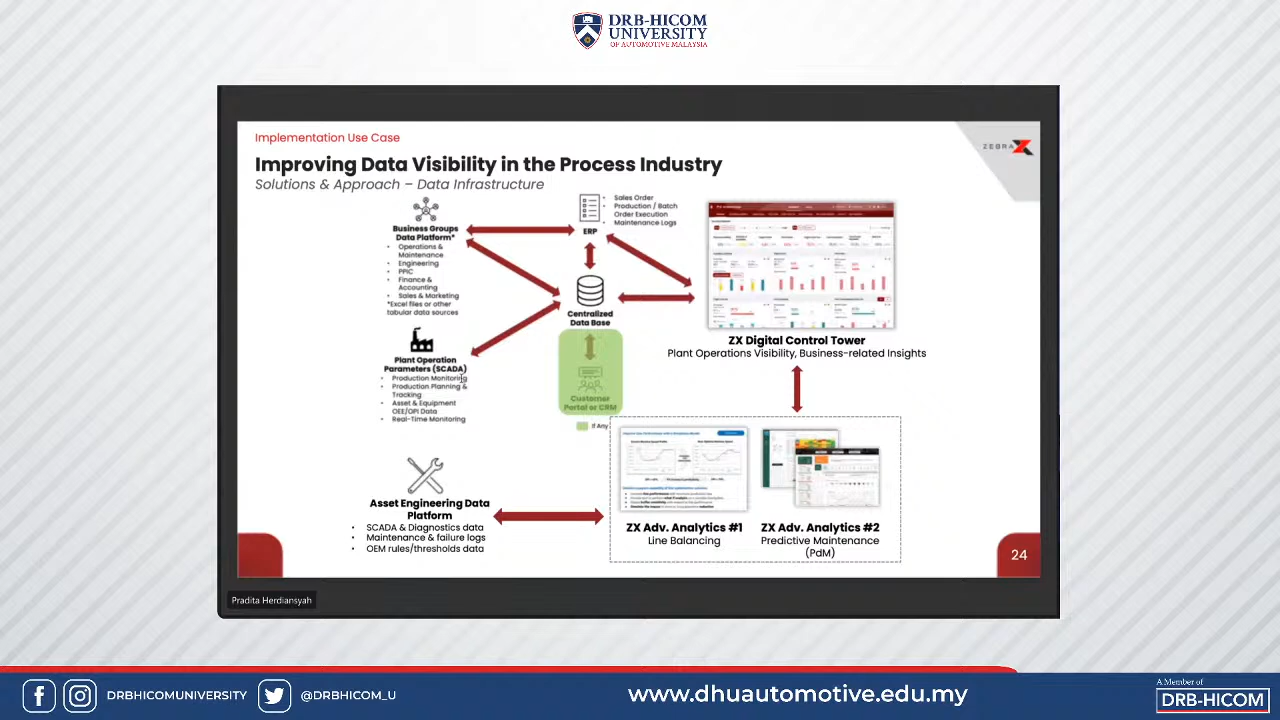 DRB-HICOM
UNIVERSITY
OF AUTOMOTIVE MALAYSIA
Implementation Use Case
Improving Data Visibility in the Process Industry
Solutions & Approach – Data Infrastructure
ZEBRA X
Business Groups
Data Platform*
• Operations &
Maintenance
• Engineering
• PPIC
• Finance &
Accounting
• Sales & Marketing
*Excel files or other
tabular data sources
• Sales Order
• Production / Batch
Order Execution
• Maintenance Logs
ERP
Centralized
Data Base
Customer
Portal or CRM
If Any
Plant Operation
Parameters (SCADA)
• Production Monitoring
• Production Planning &
Tracking
• Asset & Equipment
OEE/OPI Data
• Real-Time Monitoring
ZX Digital Control Tower
Plant Operations Visibility, Business-related Insights
Asset Engineering Data
Platform
• SCADA & Diagnostics data
• Maintenance & failure logs
• OEM rules/thresholds data
ZX Adv. Analytics #1
Line Balancing
ZX Adv. Analytics #2
Predictive Maintenance
(PdM)
24
Pradita Herdiansyah
DRBHICOMUNIVERSITY
@DRBHICOM_U
www.dhuautomotive.edu.my
A Member of
DRB-HICOM